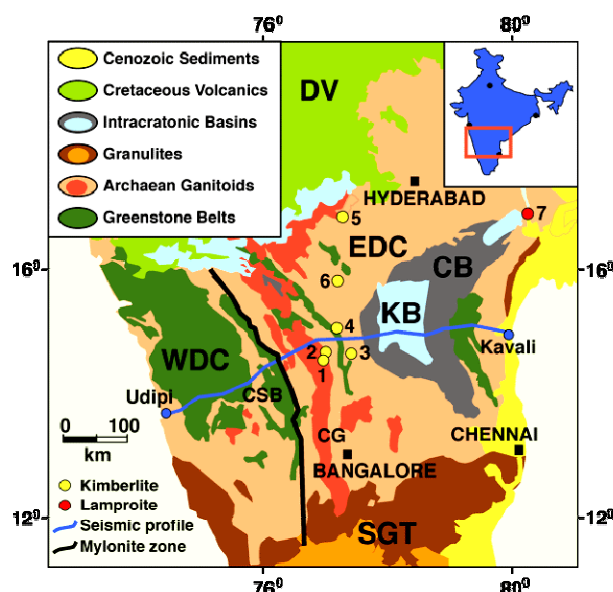 76⁰
80⁰
Cenozoic Sediments
Cretaceous Volcanics
Intracratonic Basins
Granulites
Archaean Ganitoids
Greenstone Belts
DV
HYDERABAD
7
5
EDC
CB
16⁰
16⁰
6
KB
4
WDC
2
3
Kavali
1
Udipi
CSB
0 100
km
CG
CHENNAI
BANGALORE
Kimberlite
Lamproite
Seismic profile
Mylonite zone
12⁰
12⁰
SGT
76⁰
80⁰